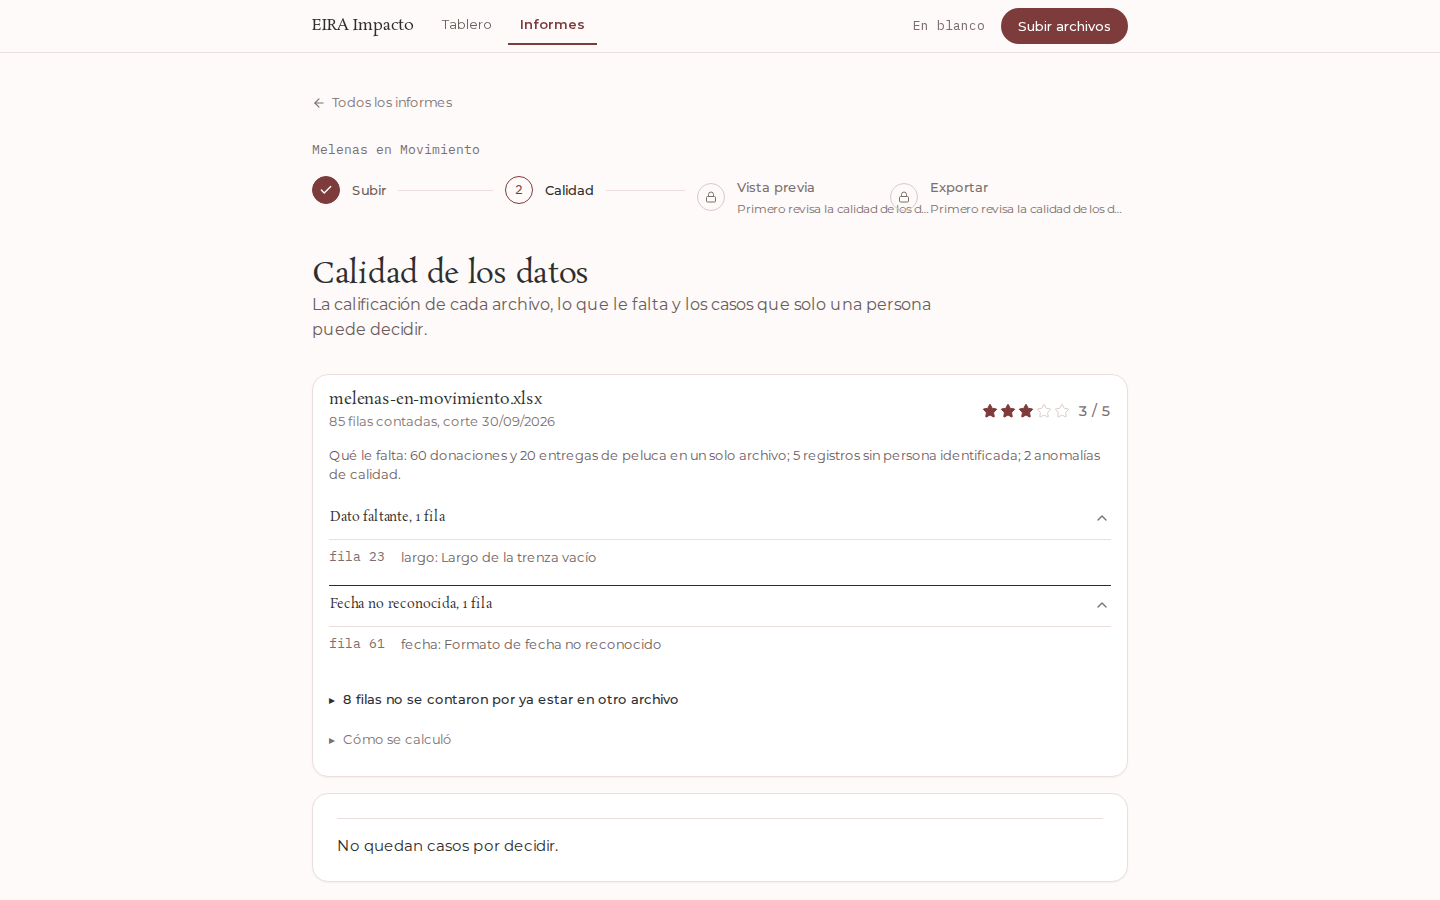 EIRA Impacto
Tablero
Informes
En blanco
Subir archivos
Todos los informes
Melenas en Movimiento
Subir
2
Calidad
Vista previa
Primero revisa la calidad de los d...
Exportar
Primero revisa la calidad de los d...
Calidad de los datos
La calificación de cada archivo, lo que le falta y los casos que solo una persona
puede decidir.
melenas-en-movimiento.xlsx
85 filas contadas, corte 30/09/2026
3 / 5
Qué le falta: 60 donaciones y 20 entregas de peluca en un solo archivo; 5 registros sin persona identificada; 2 anomalías
de calidad.
Dato faltante, 1 fila
fila 23 largo: Largo de la trenza vacío
Fecha no reconocida, 1 fila
fila 61 fecha: Formato de fecha no reconocido
8 filas no se contaron por ya estar en otro archivo
Cómo se calculó
No quedan casos por decidir.